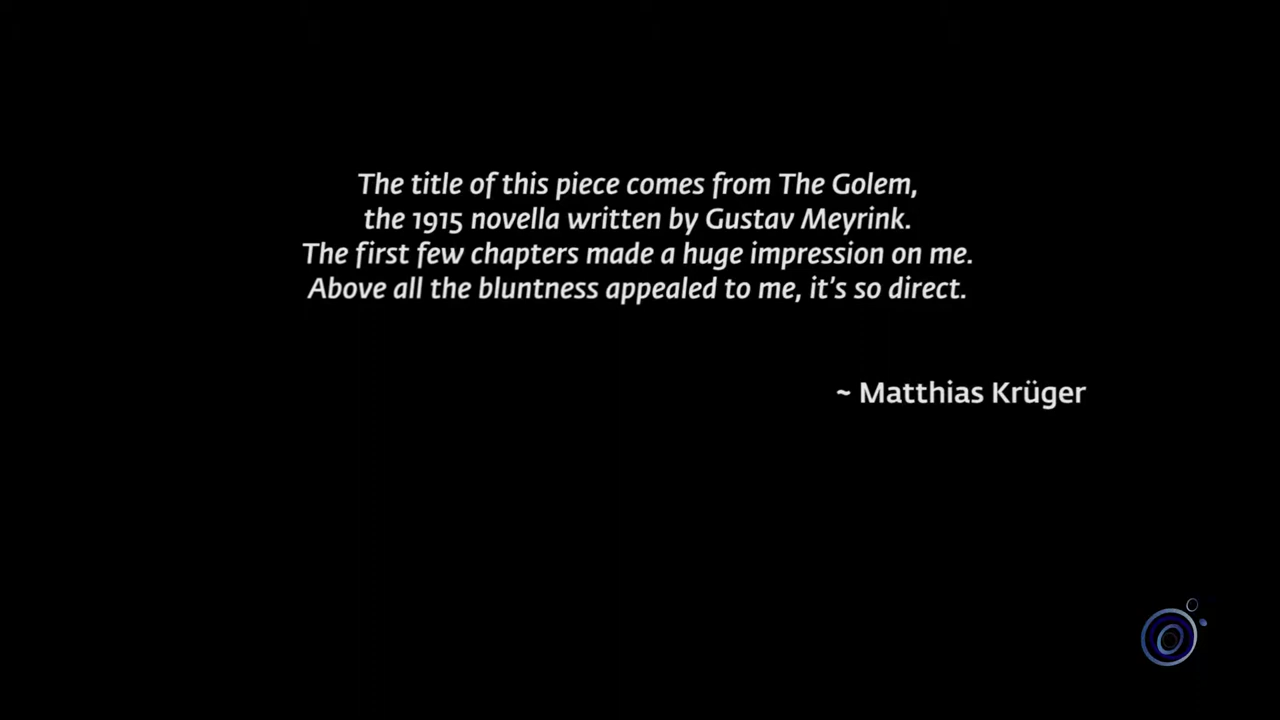 The title of this piece comes from The Golem,
the 1915 novella written by Gustav Meyrink.
The first few chapters made a huge impression on me.
Above all the bluntness appealed to me, it's so direct.
~ Matthias Krüger